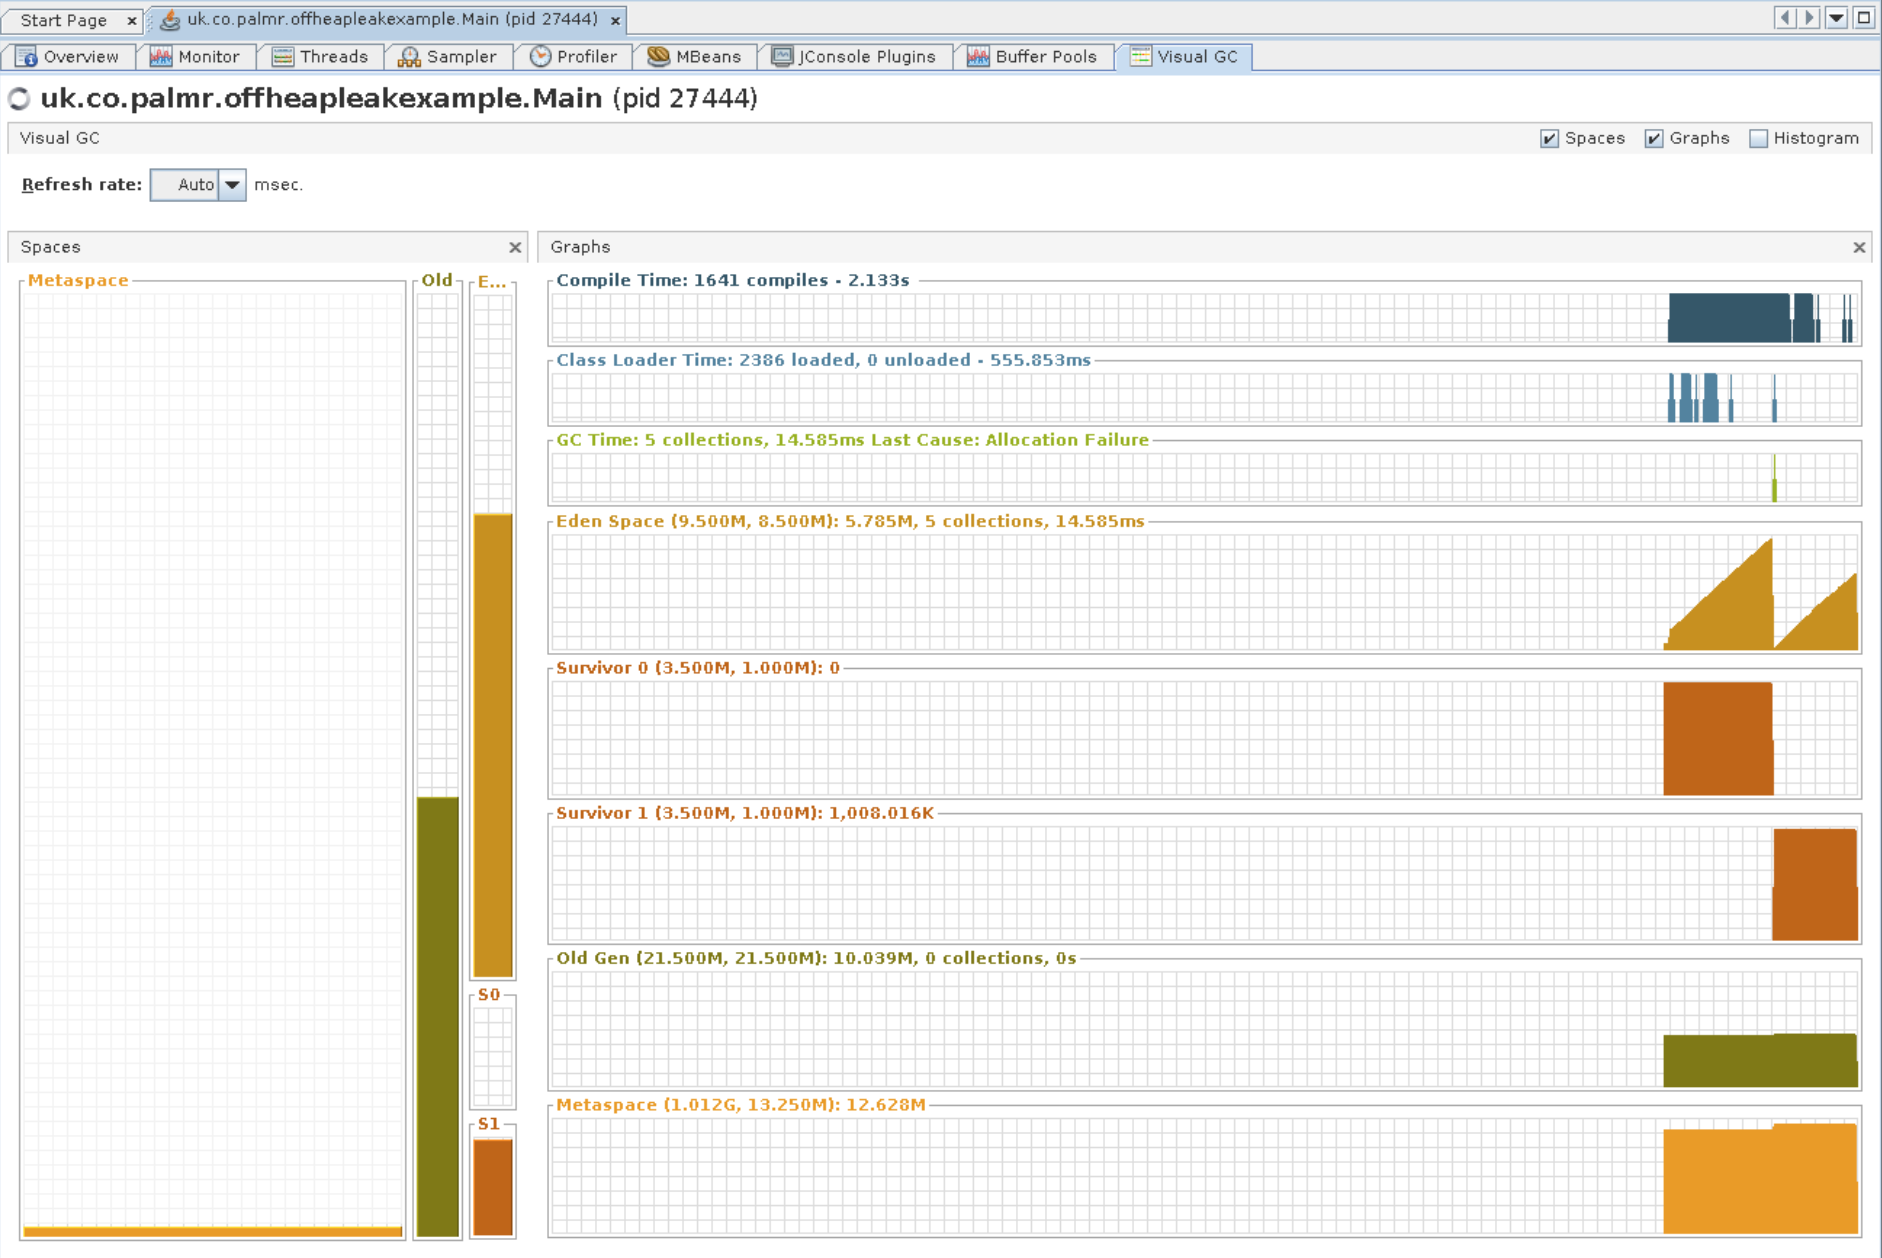 Start Page
uk.co.palmr.offheapleakexample.Main (pid 27444)
Overview Monitor Threads Sampler Profiler MBeans JConsole Plugins Buffer Pools Visual GC
uk.co.palmr.offheapleakexample.Main (pid 27444)
Visual GC Spaces Graphs Histogram
Refresh rate: Auto msec.
Spaces
Metaspace Old E...
S0
S1
Graphs
Compile Time: 1641 compiles - 2.133s
Class Loader Time: 2386 loaded, 0 unloaded - 555.853ms
GC Time: 5 collections, 14.585ms Last Cause: Allocation Failure
Eden Space (9.500M, 8.500M): 5.785M, 5 collections, 14.585ms
Survivor 0 (3.500M, 1.000M): 0
Survivor 1 (3.500M, 1.000M): 1,008.016K
Old Gen (21.500M, 21.500M): 10.039M, 0 collections, 0s
Metaspace (1.012G, 13.250M): 12.628M